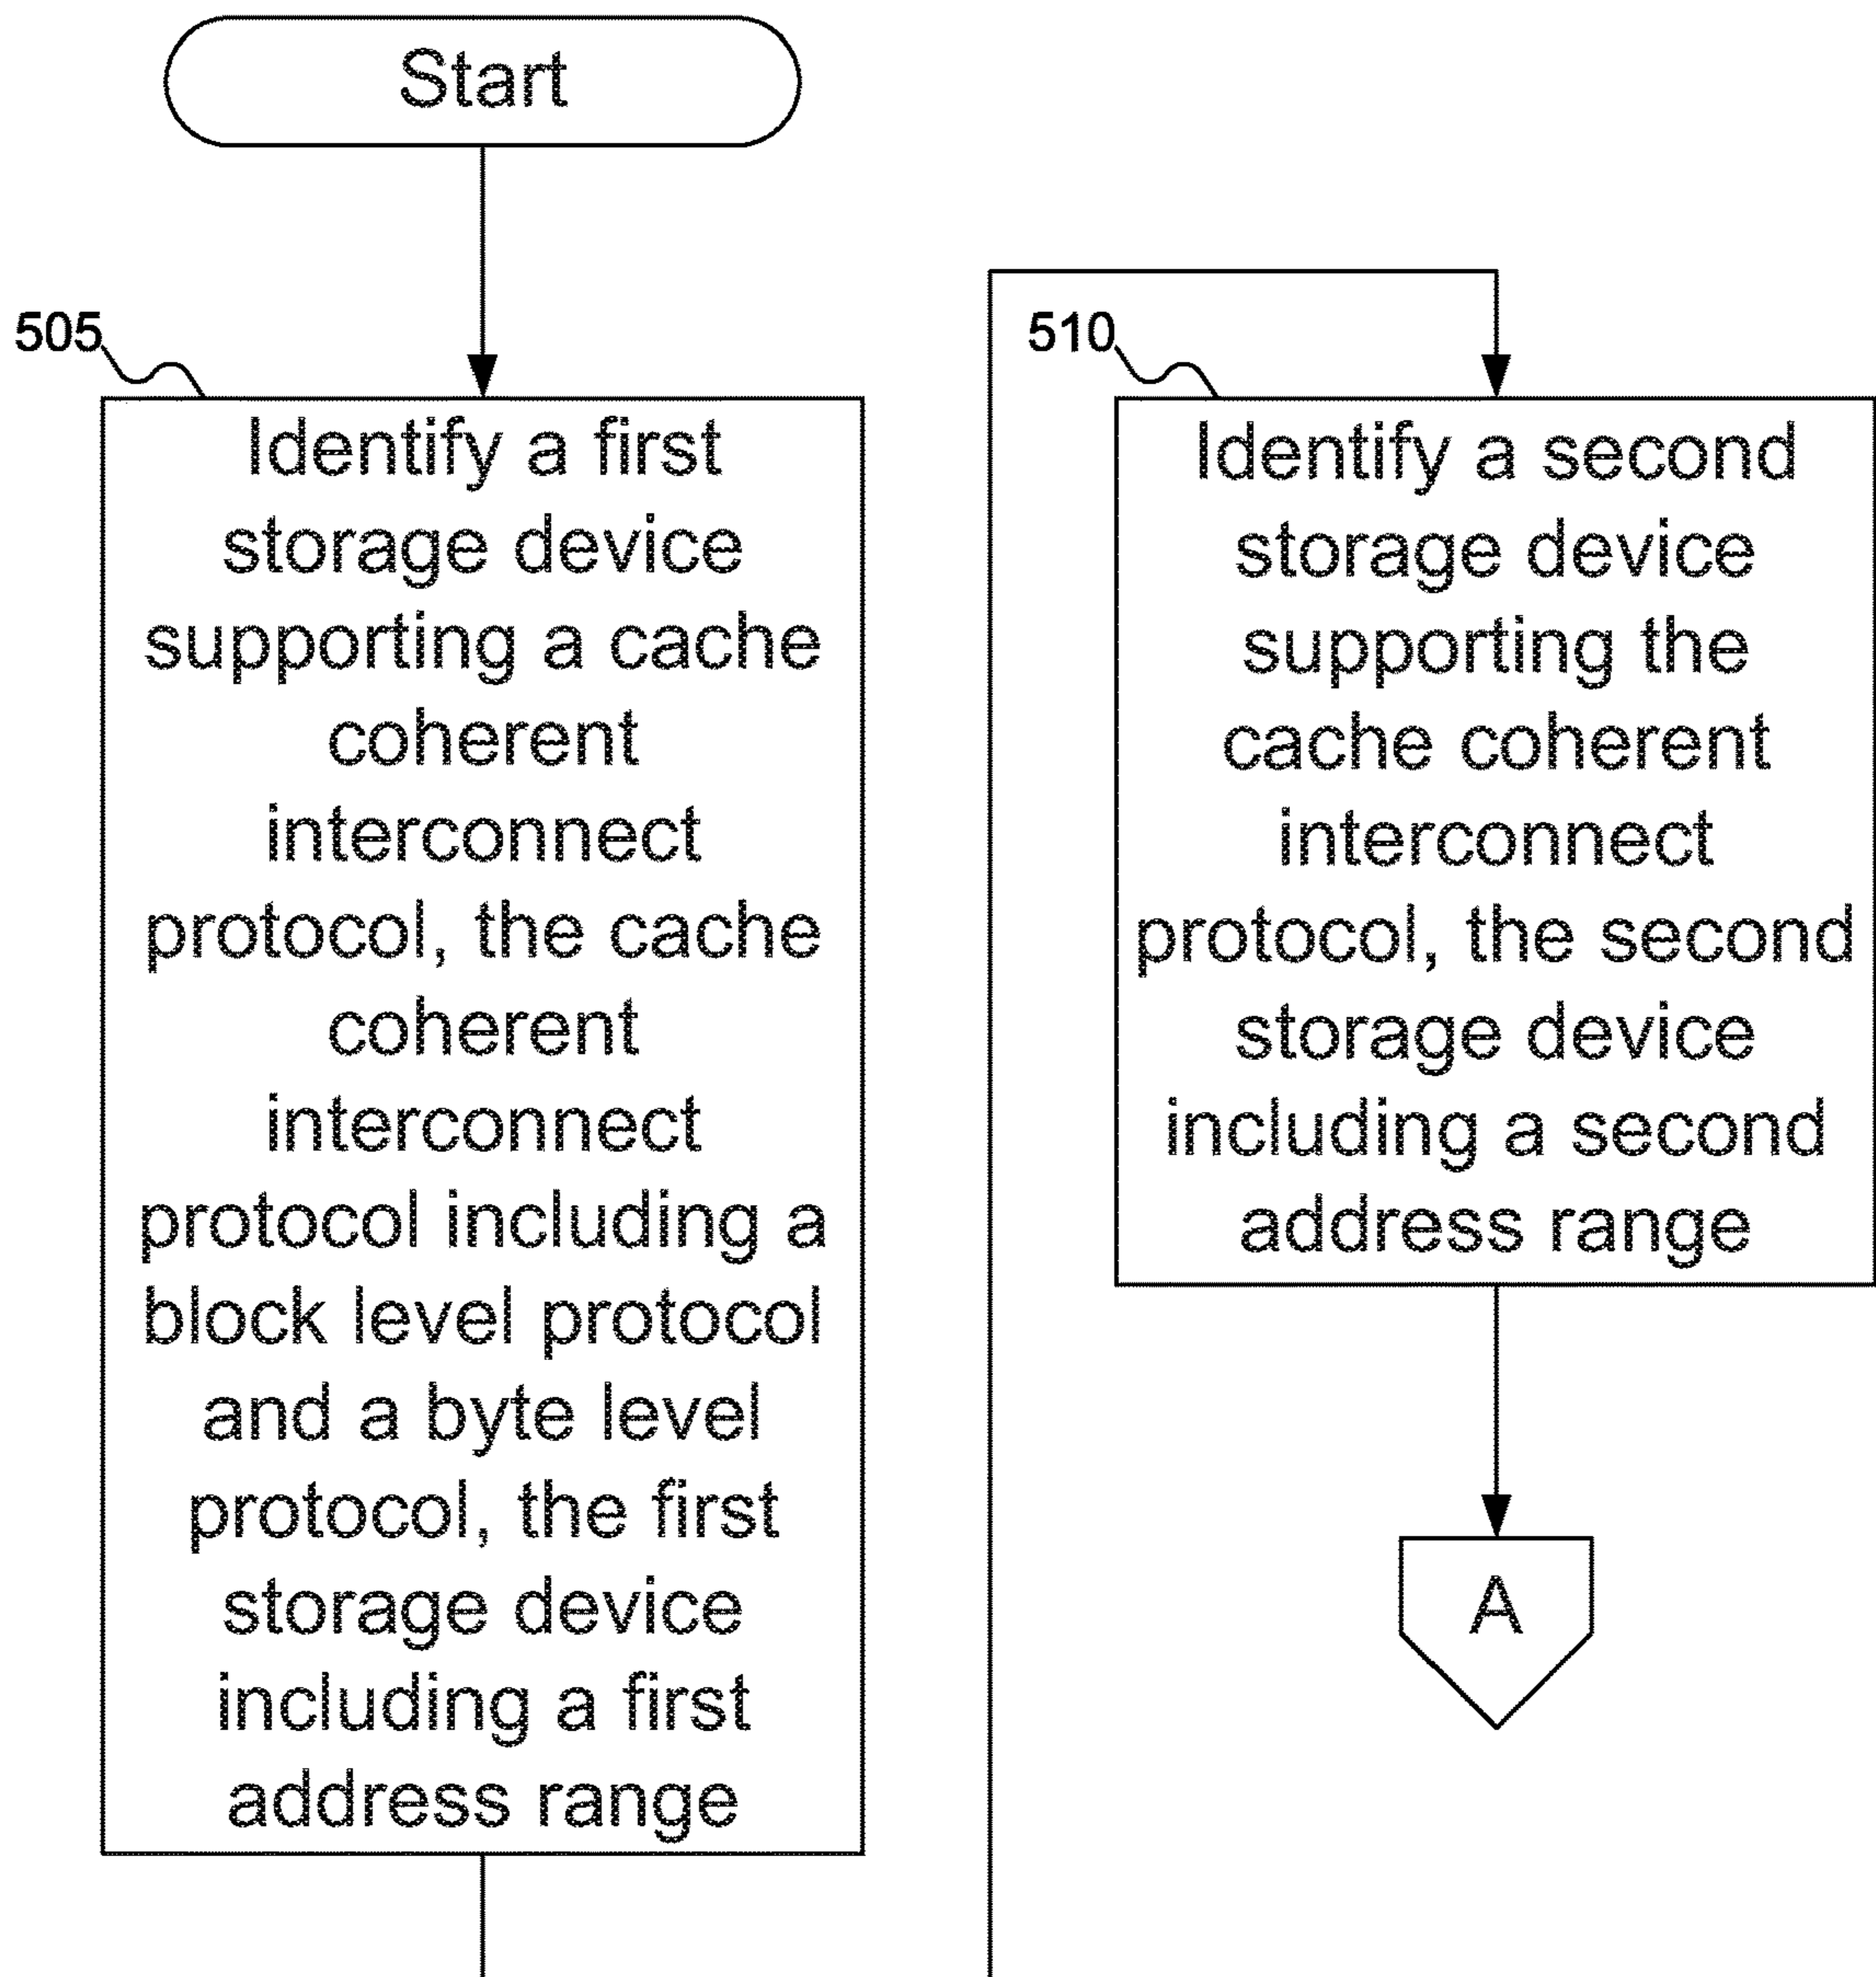 Start
505
Identify a first
storage device
supporting a cache
coherent
interconnect
protocol, the cache
coherent
interconnect
protocol including a
block level protocol
and a byte level
protocol, the first
storage device
including a first
address range
510
Identify a second
storage device
supporting the
cache coherent
interconnect
protocol, the second
storage device
including a second
address range
A